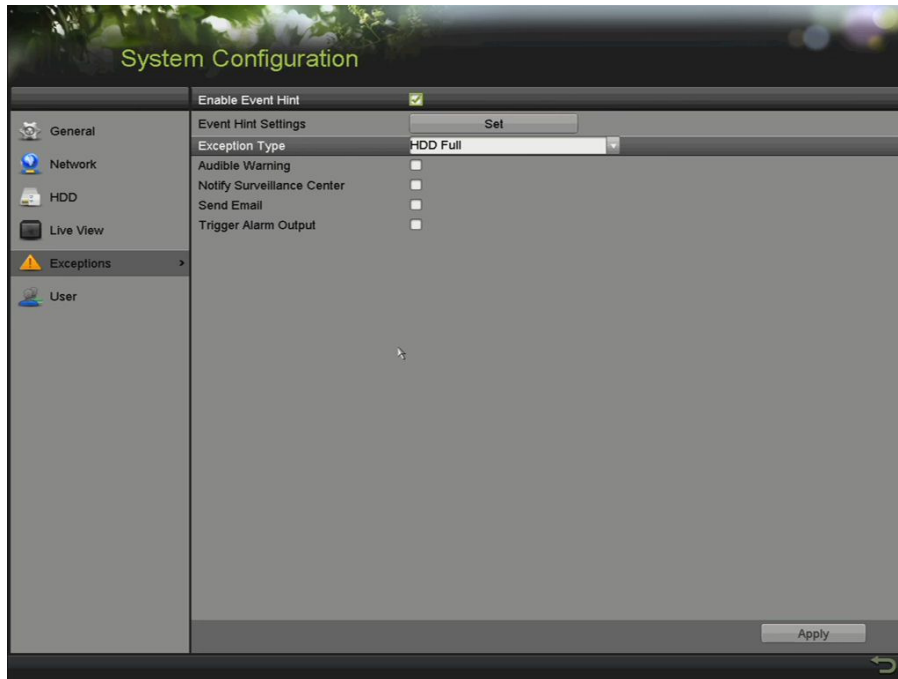 System Configuration
General
Network
HDD
Live View
Exceptions
User
Enable Event Hint
Event Hint Settings Set
Exception Type HDD Full
Audible Warning
Notify Surveillance Center
Send Email
Trigger Alarm Output
Apply